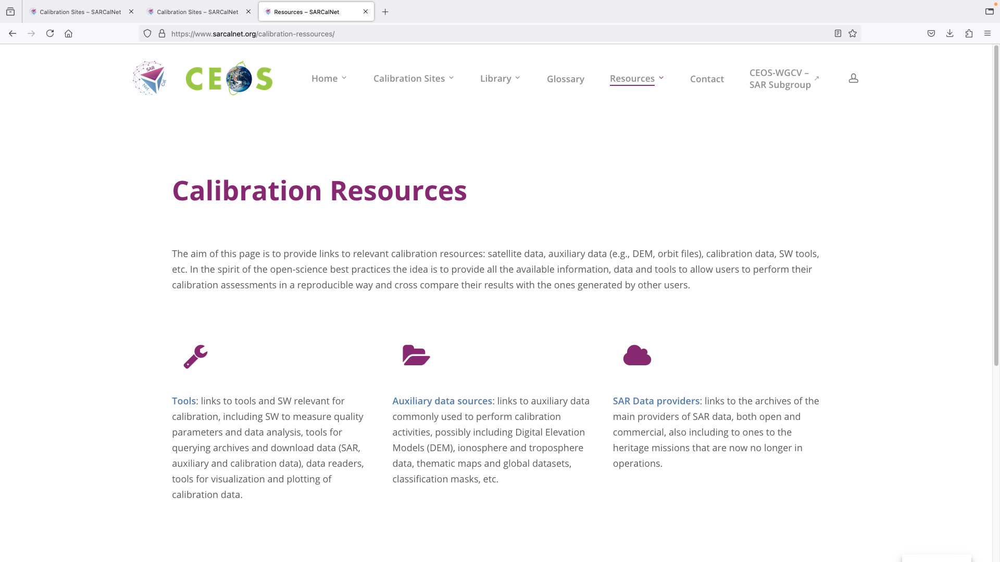 Calibration Sites – SARCalNet
Calibration Sites – SARCalNet
Resources – SARCalNet
https://www.sarcalnet.org/calibration-ressources/
SAR
Net
Cal
CEOS
Home
Calibration Sites
Library
Glossary
Resources
Contact
CEOS-WGCV –
SAR Subgroup
Calibration Resources
The aim of this page is to provide links to relevant calibration resources: satellite data, auxiliary data (e.g., DEM, orbit files), calibration data, SW tools,
etc. In the spirit of the open-science best practices the idea is to provide all the available information, data and tools to allow users to perform their
calibration assessments in a reproducible way and cross compare their results with the ones generated by other users.
Tools: links to tools and SW relevant for
calibration, including SW to measure quality
parameters and data analysis, tools for
querying archives and download data (SAR,
auxiliary and calibration data), data readers,
tools for visualization and plotting of
calibration data.
Auxiliary data sources: links to auxiliary data
commonly used to perform calibration
activities, possibly including Digital Elevation
Models (DEM), ionosphere and troposphere
data, thematic maps and global datasets,
classification masks, etc.
SAR Data providers: links to the archives of the
main providers of SAR data, both open and
commercial, also including to ones to the
heritage missions that are now no longer in
operations.